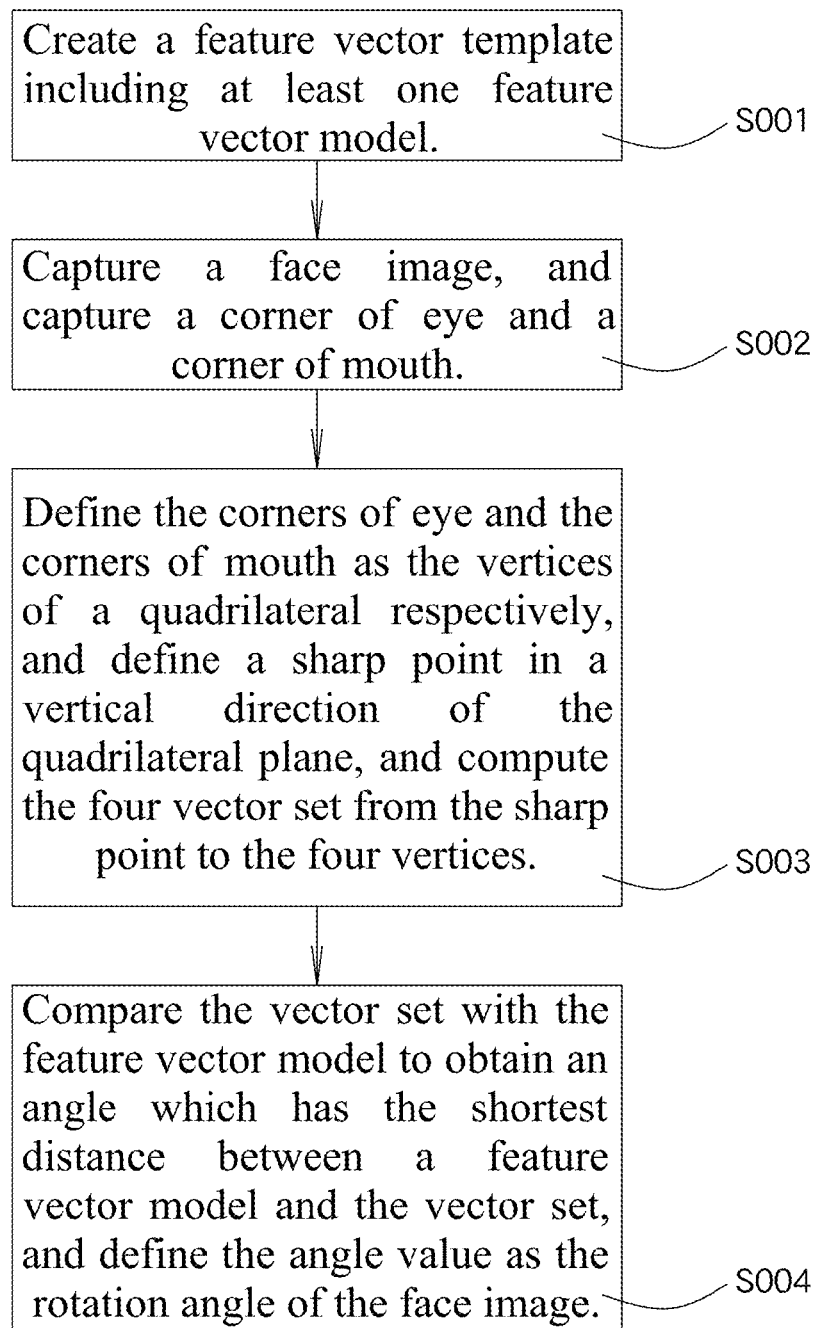 Create a feature vector template
including at least one feature
vector model.
S001
Capture a face image, and
capture a corner of eye and a
corner of mouth.
S002
Define the corners of eye and the
corners of mouth as the vertices
of a quadrilateral respectively,
and define a sharp point in a
vertical direction of the
quadrilateral plane, and compute
the four vector set from the sharp
point to the four vertices.
S003
Compare the vector set with the
feature vector model to obtain an
angle which has the shortest
distance between a feature
vector model and the vector set,
and define the angle value as the
rotation angle of the face image.
S004